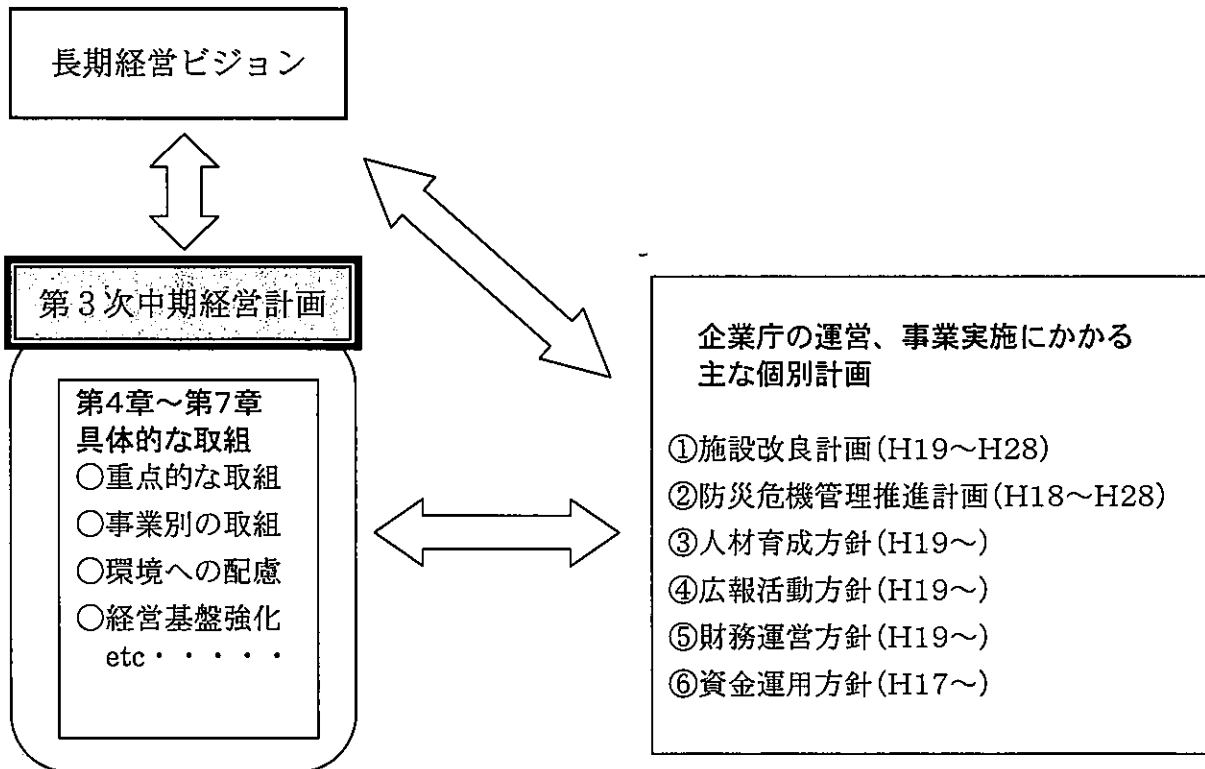 長期経営ビジョン
第3次中期経営計画
第4章～第7章
具体的な取組
○重点的な取組
○事業別の取組
○環境への配慮
○経営基盤強化
etc・・・・・
企業庁の運営、事業実施にかかる
主な個別計画
①施設改良計画(H19～H28)
②防災危機管理推進計画(H18～H28)
③人材育成方針(H19～)
④広報活動方針(H19～)
⑤財務運営方針(H19～)
⑥資金運用方針(H17～)